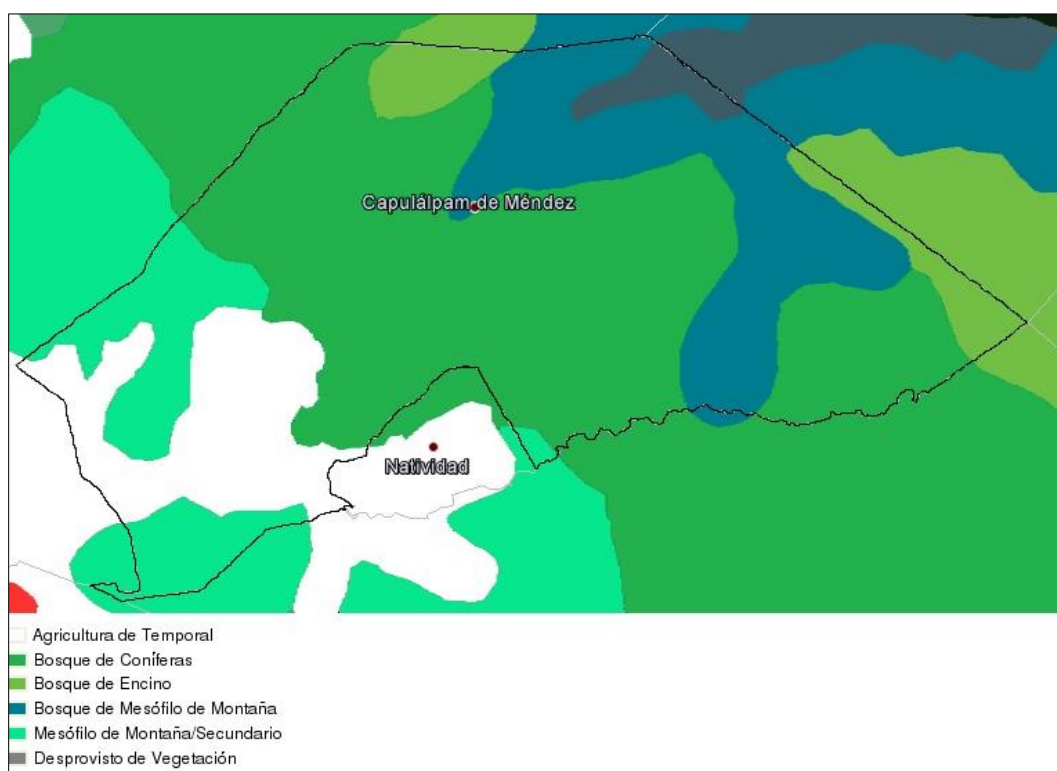 Capulálpam de Méndez
Natividad
Agricultura de Temporal
Bosque de Coníferas
Bosque de Encino
Bosque de Mesófilo de Montaña
Mesófilo de Montaña/Secundario
Desprovisto de Vegetación